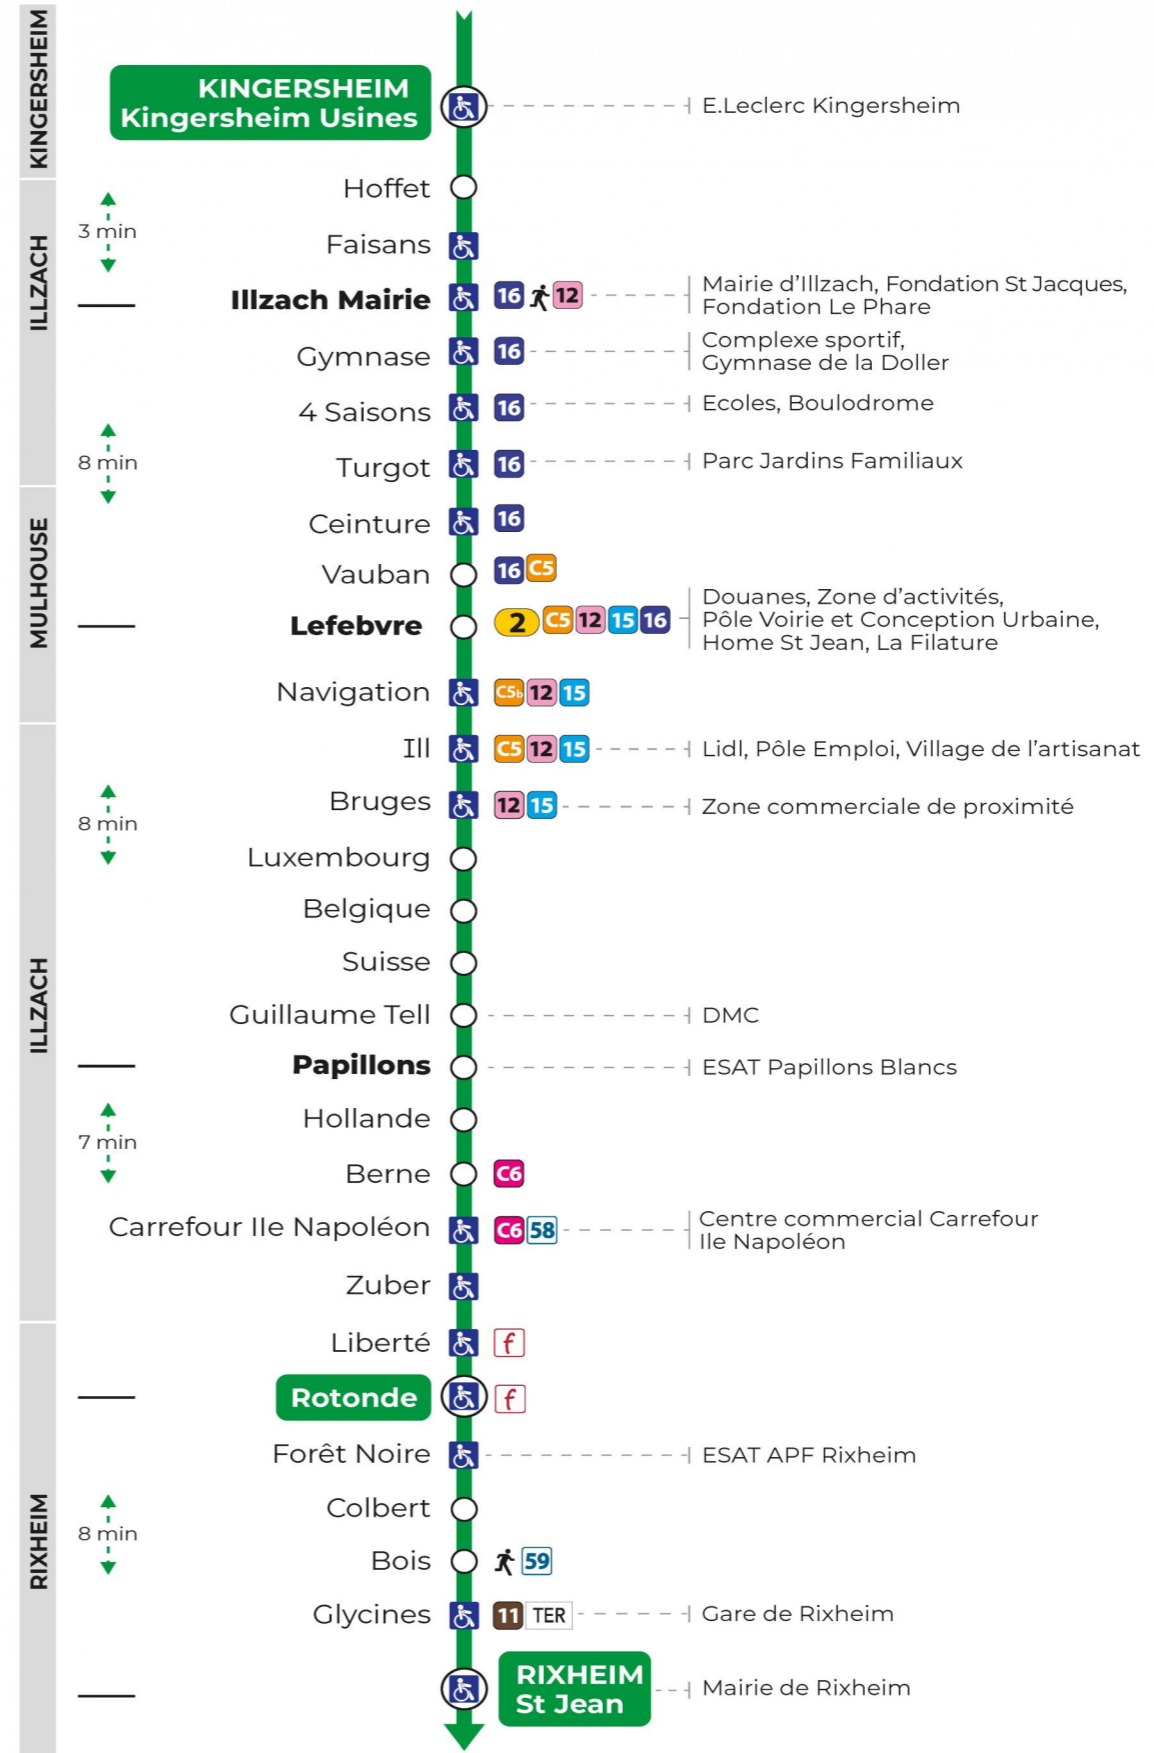 KINGERSHEIM
KINGERSHEIM
Kingersheim Usines
E.Leclerc Kingersheim
ILLZACH
Hoffet
3 min
Faisans
Illzach Mairie
16 12
Mairie d'Illzach, Fondation St Jacques,
Fondation Le Phare
Gymnase
16
Complexe sportif,
Gymnase de la Doller
4 Saisons
16
Ecoles, Boulodrome
8 min
Turgot
16
Parc Jardins Familiaux
MULHOUSE
Ceinture
16
Vauban
16 C5
Lefebvre
2 C5 12 15 16
Douanes, Zone d'activités,
Pôle Voirie et Conception Urbaine,
Home St Jean, La Filature
Navigation
C5b 12 15
ILLZACH
Ill
C5 12 15
Lidl, Pôle Emploi, Village de l'artisanat
8 min
Bruges
12 15
Zone commerciale de proximité
Luxembourg
Belgique
Suisse
Guillaume Tell
DMC
Papillons
ESAT Papillons Blancs
Hollande
7 min
Berne
C6
Carrefour Ile Napoléon
C6 58
Centre commercial Carrefour
Ile Napoléon
Zuber
RIXHEIM
Liberté
f
Rotonde
f
Forêt Noire
ESAT APF Rixheim
Colbert
8 min
Bois
59
Glycines
11 TER
Gare de Rixheim
RIXHEIM
St Jean
Mairie de Rixheim